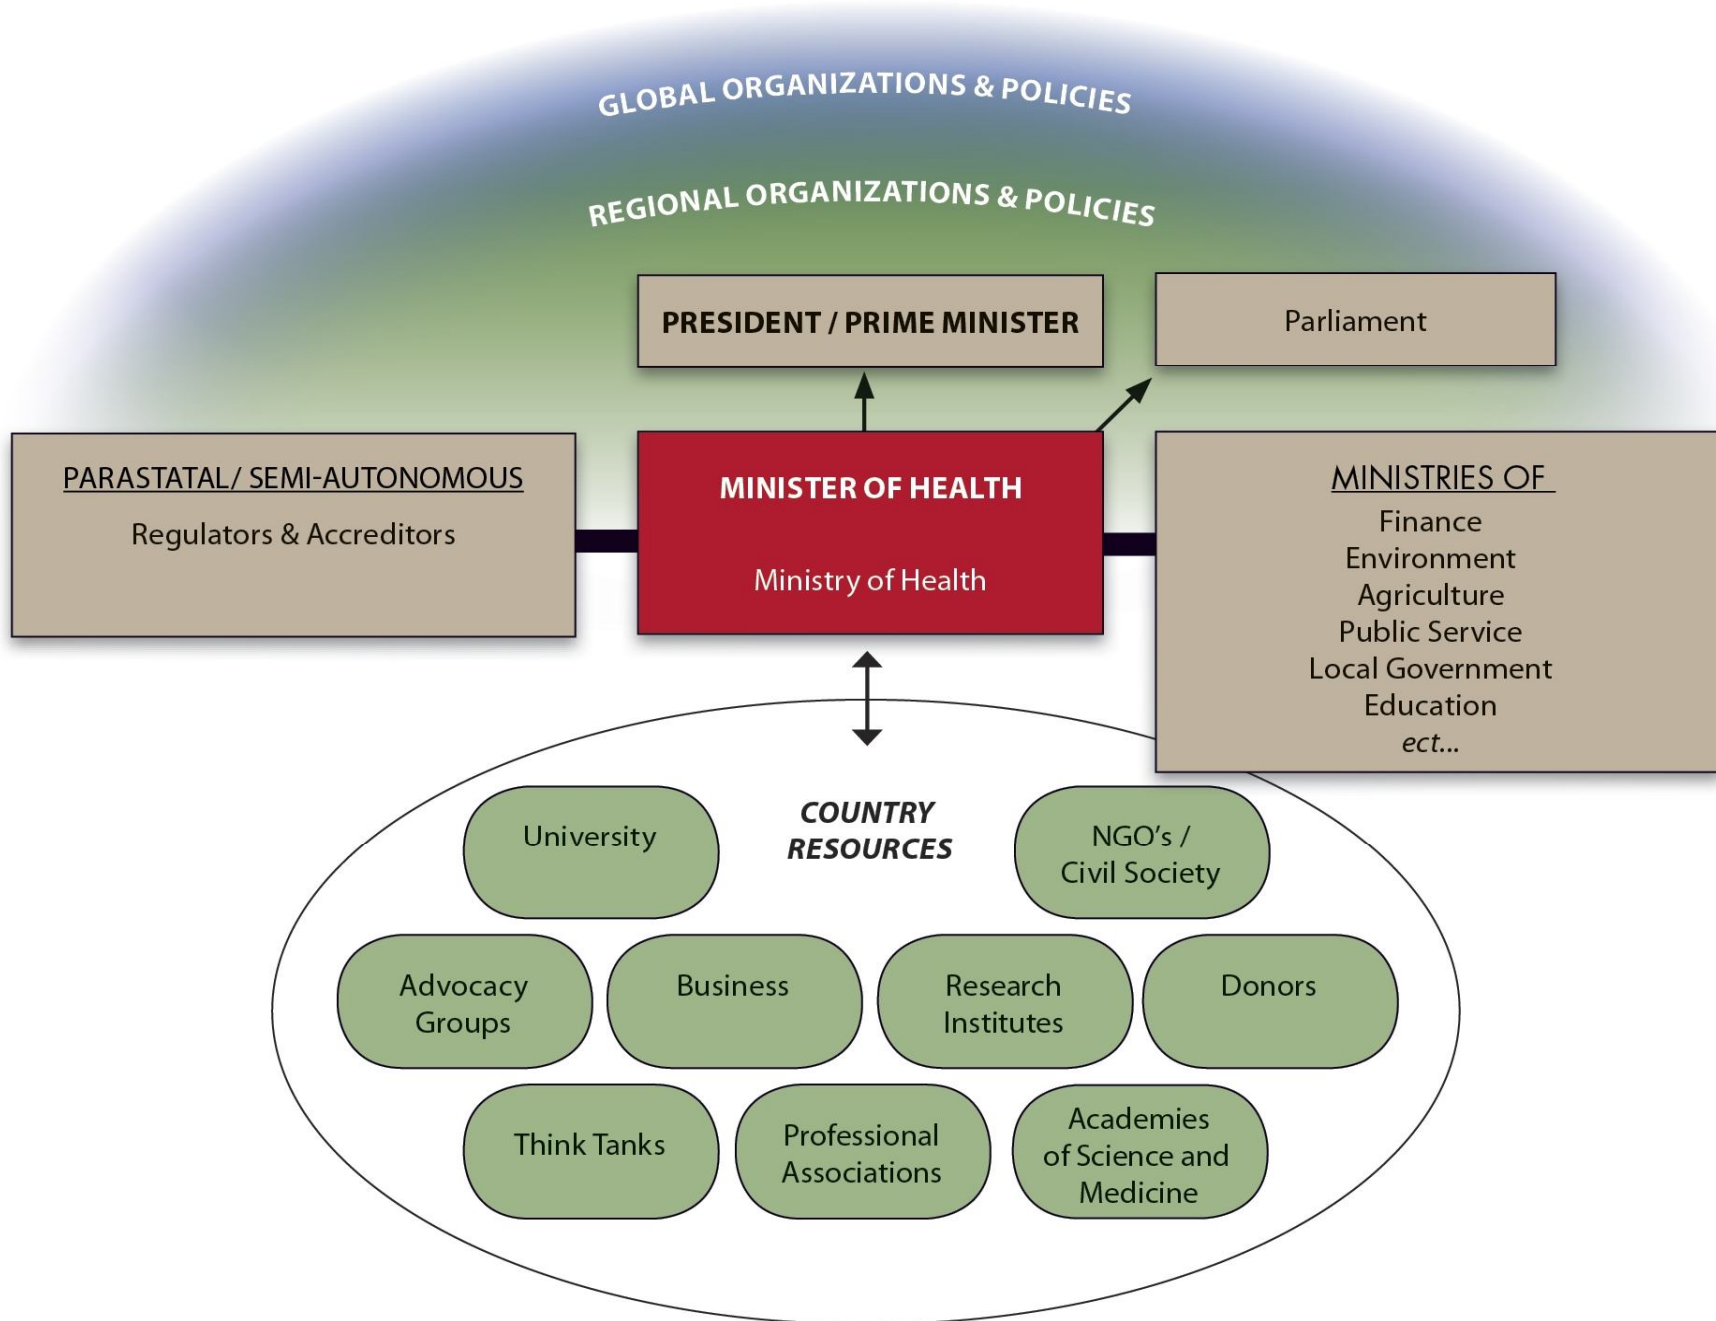 GLOBAL ORGANIZATIONS & POLICIES
REGIONAL ORGANIZATIONS & POLICIES
PRESIDENT / PRIME MINISTER
Parliament
PARASTATAL/ SEMI-AUTONOMOUS
Regulators & Accreditors
MINISTER OF HEALTH
Ministry of Health
MINISTRIES OF
Finance
Environment
Agriculture
Public Service
Local Government
Education
ect...
COUNTRY
RESOURCES
University
NGO's /
Civil Society
Advocacy
Groups
Business
Research
Institutes
Donors
Think Tanks
Professional
Associations
Academies
of Science and
Medicine